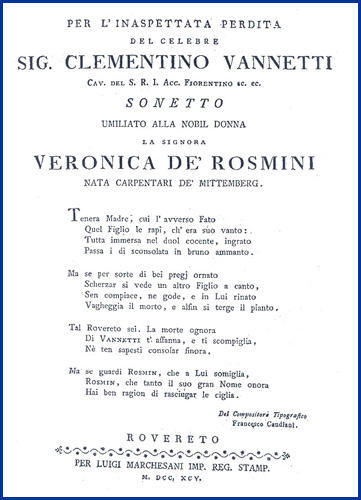 PER L'INASPETTATA PERDITA
DEL CELEBRE
SIG. CLEMENTINO VANNETTI
CAV. DEL S. R. I. ACC. FIORENTINO &c. ec.
SONETTO
UMILIATO ALLA NOBIL DONNA
LA SIGNORA
VERONICA DE' ROSMINI
NATA CARPENTARI DE' MITTEMBERG.
Tenera Madre, cui l'avverso Fato
Quel Figlio le rapì, ch'era suo vanto:
Tutta immersa nel duol cocente, ingrato
Passa i dì sconsolata in bruno ammanto.
Ma se per sorte di bei pregj ornato
Scherzar si vede un altro Figlio a canto,
Sen compiace, ne gode, e in Lui rinato
Vagheggia il morto, e alfin si terge il pianto.
Tal Rovereto sei. La morte ognora
Di VANNETTI t'affanna, e ti scompiglia,
Nè ten sapesti consolar finora.
Ma se guardi ROSMIN, che a Lui somiglia,
ROSMIN, che tanto il suo gran Nome onora
Hai ben ragion di rasciugar le ciglia.
Del Compositore Tipografico
Francesco Candiani.
ROVERETO
PER LUIGI MARCHESANI IMP. REG. STAMP.
M. DCC, XCV.